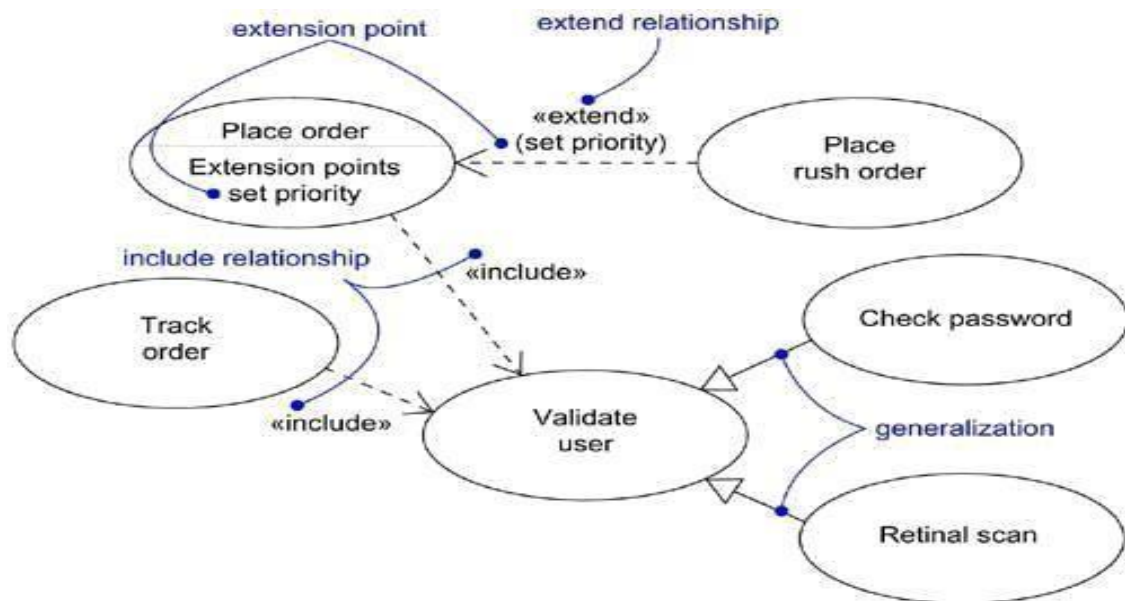 extension point
extend relationship
«extend»
(set priority)
Place order
Extension points
set priority
Place
rush order
include relationship
«include»
Track
order
«include»
Check password
Validate
user
generalization
Retinal scan